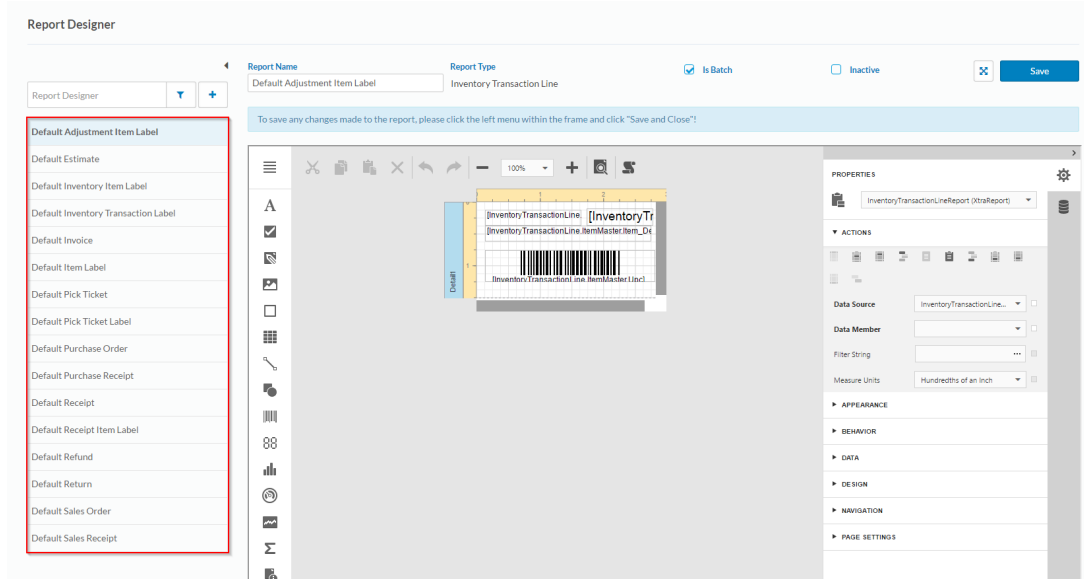 Report Designer
Report Name
Report Type
Default Adjustment Item Label
Inventory Transaction Line
Is Batch
Inactive
Save
Report Designer
To save any changes made to the report, please click the left menu within the frame and click "Save and Close"!
Default Adjustment Item Label
Default Estimate
Default Inventory Item Label
Default Inventory Transaction Label
Default Invoice
Default Item Label
Default Pick Ticket
Default Pick Ticket Label
Default Purchase Order
Default Purchase Receipt
Default Receipt
Default Receipt Item Label
Default Refund
Default Return
Default Sales Order
Default Sales Receipt
100%
1 2
[InventoryTransactionLine. [InventoryTr
[InventoryTransactionLine.ItemMaster.Item_De
1
[InventoryTransactionLine.ItemMaster.Upc]
Detail1
PROPERTIES
InventoryTransactionLineReport (XtraReport)
ACTIONS
Data Source
InventoryTransactionLine...
Data Member
Filter String
...
Measure Units
Hundredths of an Inch
APPEARANCE
BEHAVIOR
DATA
DESIGN
NAVIGATION
PAGE SETTINGS